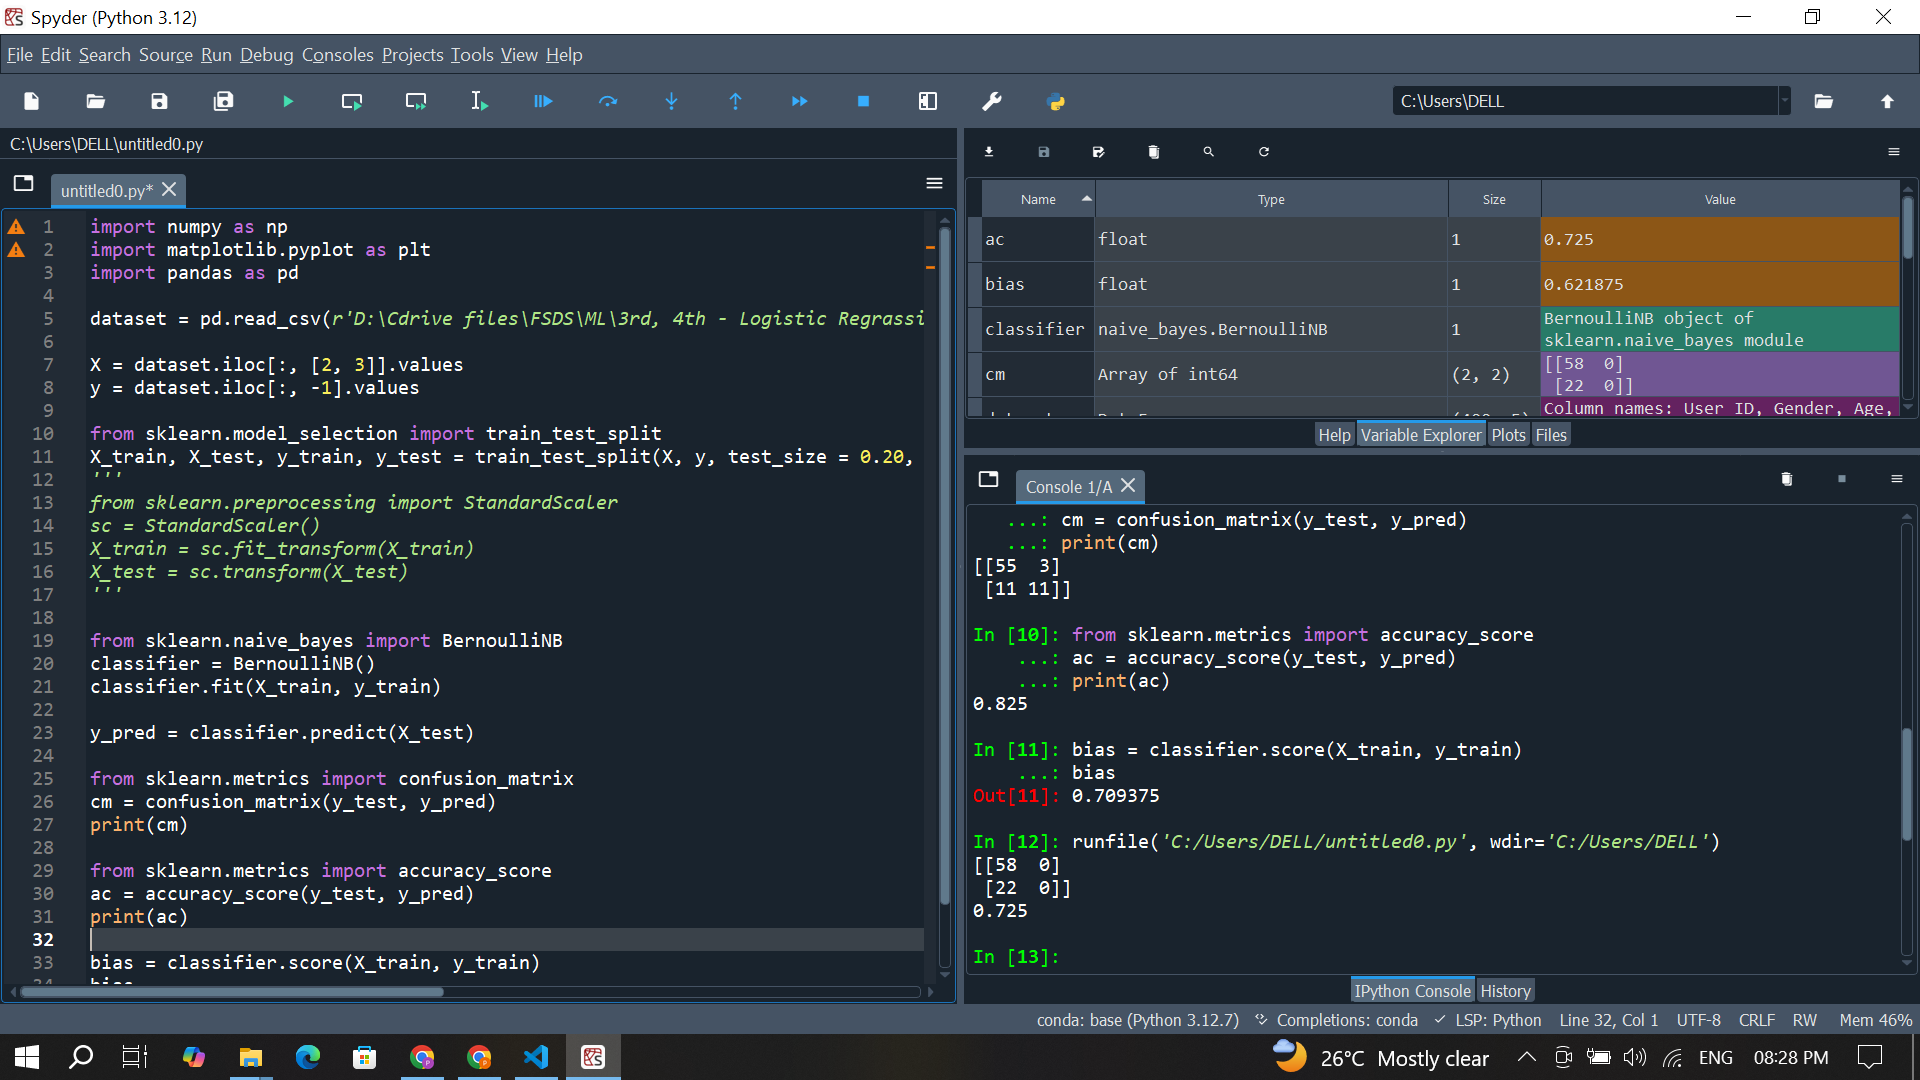 Spyder (Python 3.12)
File Edit Search Source Run Debug Consoles Projects Tools View Help
C:\Users\DELL
C:\Users\DELL\untitled0.py
untitled0.py*
1 import numpy as np
2 import matplotlib.pyplot as plt
3 import pandas as pd
4
5 dataset = pd.read_csv(r'D:\Cdrive files\FSDS\ML\3rd, 4th - Logistic Regrassi
6
7 X = dataset.iloc[:, [2, 3]].values
8 y = dataset.iloc[:, -1].values
9
10 from sklearn.model_selection import train_test_split
11 X_train, X_test, y_train, y_test = train_test_split(X, y, test_size = 0.20,
12 '''
13 from sklearn.preprocessing import StandardScaler
14 sc = StandardScaler()
15 X_train = sc.fit_transform(X_train)
16 X_test = sc.transform(X_test)
17 '''
18
19 from sklearn.naive_bayes import BernoulliNB
20 classifier = BernoulliNB()
21 classifier.fit(X_train, y_train)
22
23 y_pred = classifier.predict(X_test)
24
25 from sklearn.metrics import confusion_matrix
26 cm = confusion_matrix(y_test, y_pred)
27 print(cm)
28
29 from sklearn.metrics import accuracy_score
30 ac = accuracy_score(y_test, y_pred)
31 print(ac)
32
33 bias = classifier.score(X_train, y_train)
34 bias
Name Type Size Value
ac float 1 0.725
bias float 1 0.621875
classifier naive_bayes.BernoulliNB 1 BernoulliNB object of
sklearn.naive_bayes module
cm Array of int64 (2, 2) [[58  0]
[22  0]]
Column names: User ID, Gender, Age,
Help Variable Explorer Plots Files
Console 1/A
...: cm = confusion_matrix(y_test, y_pred)
...: print(cm)
[[55  3]
[11 11]]
In [10]: from sklearn.metrics import accuracy_score
...: ac = accuracy_score(y_test, y_pred)
...: print(ac)
0.825
In [11]: bias = classifier.score(X_train, y_train)
...: bias
Out[11]: 0.709375
In [12]: runfile('C:/Users/DELL/untitled0.py', wdir='C:/Users/DELL')
[[58  0]
[22  0]]
0.725
In [13]:
IPython Console History
conda: base (Python 3.12.7) Completions: conda LSP: Python Line 32, Col 1 UTF-8 CRLF RW Mem 46%
26°C Mostly clear ENG 08:28 PM